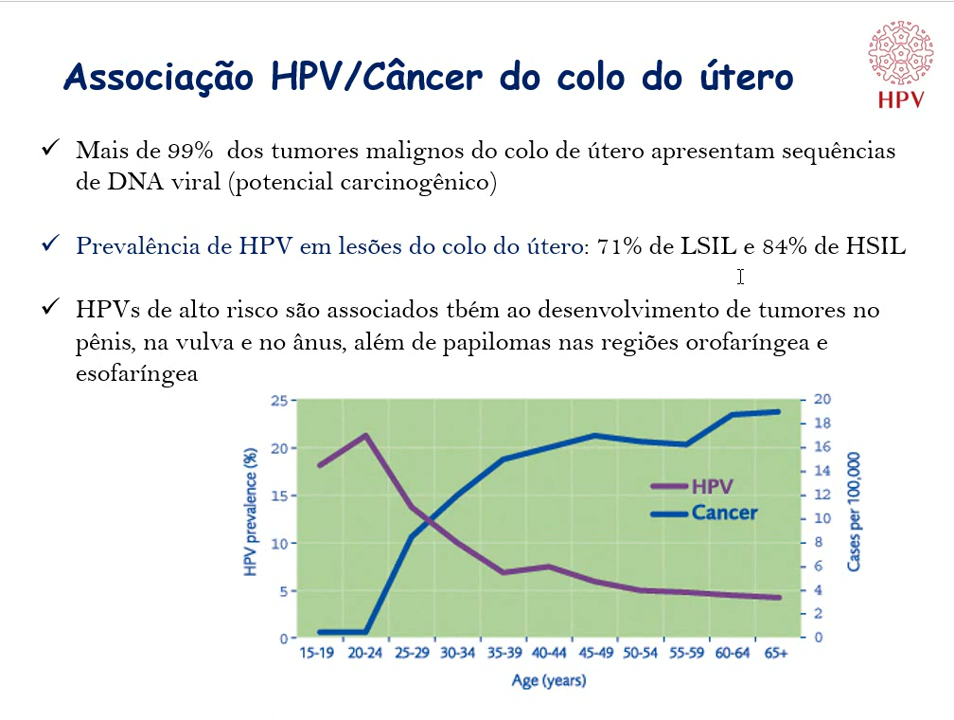 Associação HPV/Câncer do colo do útero
HPV
✓ Mais de 99% dos tumores malignos do colo de útero apresentam sequências
de DNA viral (potencial carcinogênico)
✓ Prevalência de HPV em lesões do colo do útero: 71% de LSIL e 84% de HSIL
✓ HPVs de alto risco são associados tbém ao desenvolvimento de tumores no
pênis, na vulva e no ânus, além de papilomas nas regiões orofaríngea e
esofaríngea
HPV prevalence (%)
25
20
15
10
5
0
HPV
Cancer
20
18
16
14
12
10
8
6
4
2
0
Cases per 100,000
15-19 20-24 25-29 30-34 35-39 40-44 45-49 50-54 55-59 60-64 65+
Age (years)